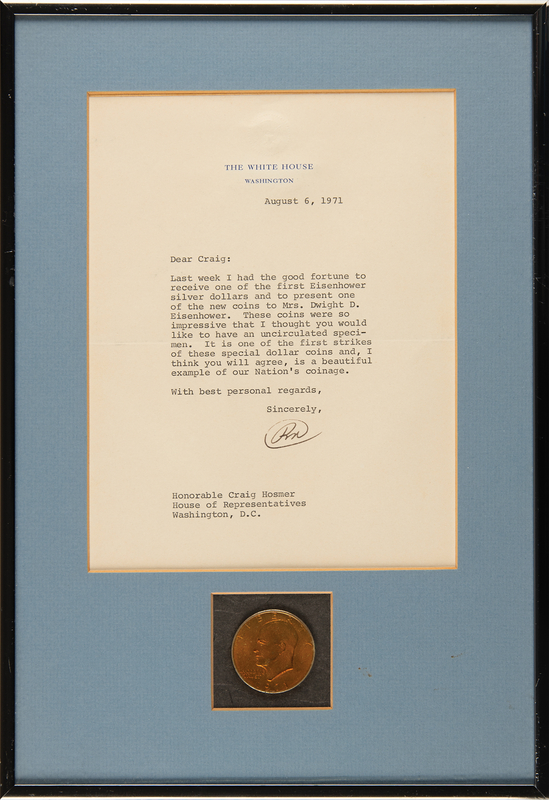 THE WHITE HOUSE
WASHINGTON
August 6, 1971
Dear Craig:
Last week I had the good fortune to
receive one of the first Eisenhower
silver dollars and to present one
of the new coins to Mrs. Dwight D.
Eisenhower.  These coins were so
impressive that I thought you would
like to have an uncirculated speci-
men.  It is one of the first strikes
of these special dollar coins and, I
think you will agree, is a beautiful
example of our Nation's coinage.
With best personal regards,
Sincerely,
RN
Honorable Craig Hosmer
House of Representatives
Washington, D.C.